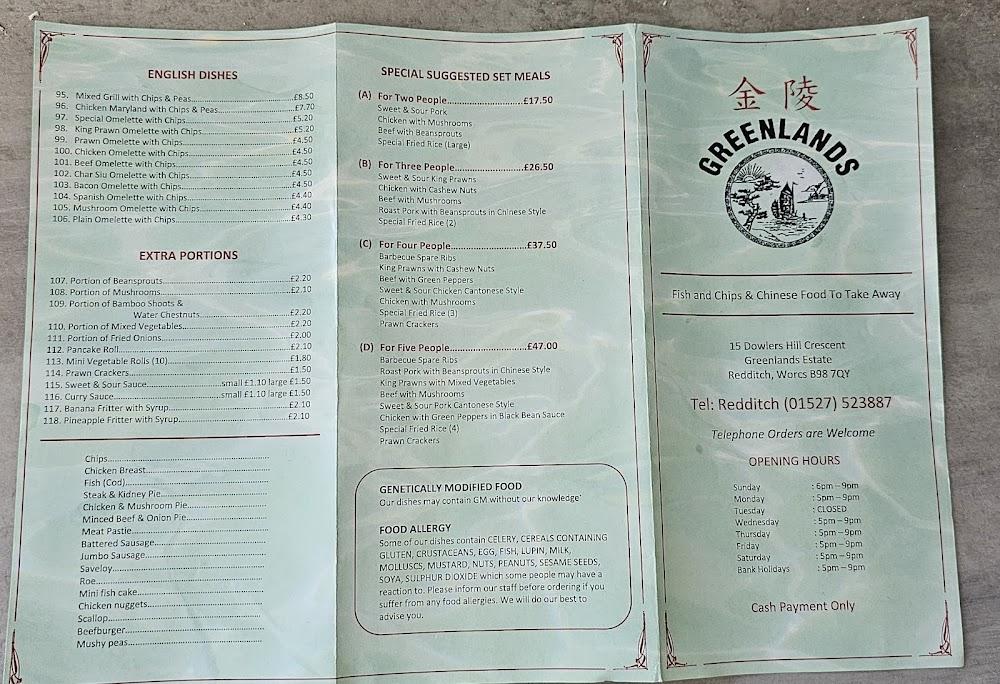 ENGLISH DISHES
95. Mixed Grill with Chips & Peas £8.50
96. Chicken Maryland with Chips & Peas £7.70
97. Special Omelette with Chips £5.20
98. King Prawn Omelette with Chips £5.20
99. Prawn Omelette with Chips £4.50
100. Chicken Omelette with Chips £4.50
101. Beef Omelette with Chips £4.50
102. Char Siu Omelette with Chips £4.50
103. Bacon Omelette with Chips £4.50
104. Spanish Omelette with Chips £4.40
105. Mushroom Omelette with Chips £4.40
106. Plain Omelette with Chips £4.30
EXTRA PORTIONS
107. Portion of Beansprouts £2.20
108. Portion of Mushrooms £2.10
109. Portion of Bamboo Shoots &
Water Chestnuts £2.20
110. Portion of Mixed Vegetables £2.20
111. Portion of Fried Onions £2.00
112. Pancake Roll £2.10
113. Mini Vegetable Rolls (10) £1.80
114. Prawn Crackers £1.50
115. Sweet & Sour Sauce small £1.10 large £1.50
116. Curry Sauce small £1.10 large £1.50
117. Banana Fritter with Syrup £2.10
118. Pineapple Fritter with Syrup £2.10
Chips
Chicken Breast
Fish (Cod)
Steak & Kidney Pie
Chicken & Mushroom Pie
Minced Beef & Onion Pie
Meat Pastie
Battered Sausage
Jumbo Sausage
Saveloy
Roe
Mini fish cake
Chicken nuggets
Scallop
Beefburger
Mushy peas
SPECIAL SUGGESTED SET MEALS
(A) For Two People £17.50
Sweet & Sour Pork
Chicken with Mushrooms
Beef with Beansprouts
Special Fried Rice (large)
(B) For Three People £26.50
Sweet & Sour King Prawns
Chicken with Cashew Nuts
Beef with Mushrooms
Roast Pork with Beansprouts in Chinese Style
Special Fried Rice (2)
(C) For Four People £37.50
Barbecue Spare Ribs
King Prawns with Cashew Nuts
Beef with Green Peppers
Sweet & Sour Chicken Cantonese Style
Chicken with Mushrooms
Special Fried Rice (3)
Prawn Crackers
(D) For Five People £47.00
Barbecue Spare Ribs
Roast Pork with Beansprouts in Chinese Style
King Prawns with Mixed Vegetables
Beef with Mushrooms
Sweet & Sour Pork Cantonese Style
Chicken with Green Peppers in Black Bean Sauce
Special Fried Rice (4)
Prawn Crackers
GENETICALLY MODIFIED FOOD
Our dishes may contain GM without our knowledge'
FOOD ALLERGY
Some of our dishes contain CELERY, CEREALS CONTAINING
GLUTEN, CRUSTACEANS, EGG, FISH, LUPIN, MILK,
MOLLUSCS, MUSTARD, NUTS, PEANUTS, SESAME SEEDS,
SOYA, SULPHUR DIOXIDE which some people may have a
reaction to. Please inform our staff before ordering if you
suffer from any food allergies. We will do our best to
advise you.
金陵
GREENLANDS
Fish and Chips & Chinese Food To Take Away
15 Dowlers Hill Crescent
Greenlands Estate
Redditch, Worcs B98 7QY
Tel: Redditch (01527) 523887
Telephone Orders are Welcome
OPENING HOURS
Sunday : 6pm – 9pm
Monday : 5pm – 9pm
Tuesday : CLOSED
Wednesday : 5pm – 9pm
Thursday : 5pm – 9pm
Friday : 5pm – 9pm
Saturday : 5pm – 9pm
Bank Holidays : 5pm – 9pm
Cash Payment Only